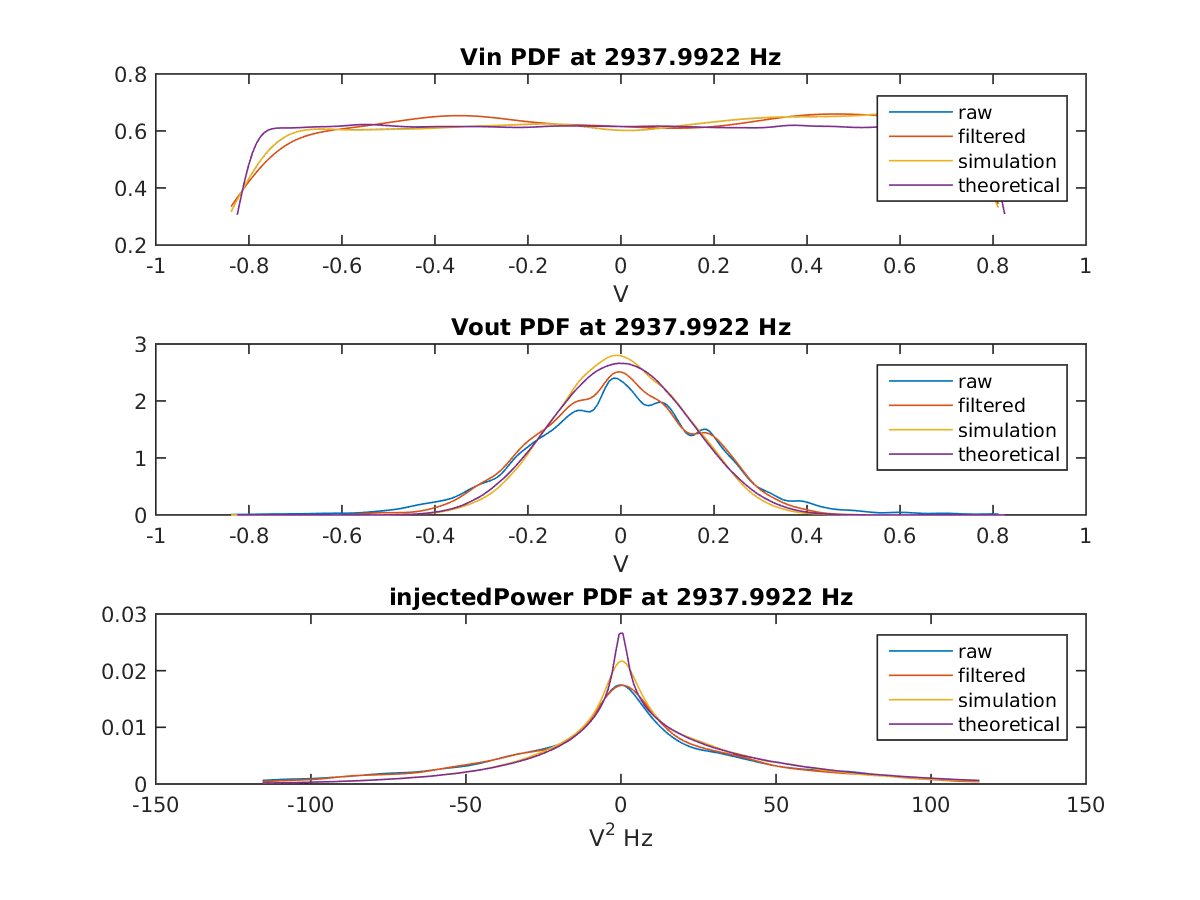 Vin PDF at 2937.9922 Hz
0.8
0.6
0.4
0.2
-1 -0.8 -0.6 -0.4 -0.2 0 0.2 0.4 0.6 0.8 1
V
raw
filtered
simulation
theoretical
Vout PDF at 2937.9922 Hz
3
2
1
0
-1 -0.8 -0.6 -0.4 -0.2 0 0.2 0.4 0.6 0.8 1
V
raw
filtered
simulation
theoretical
injectedPower PDF at 2937.9922 Hz
0.03
0.02
0.01
0
-150 -100 -50 0 50 100 150
V² Hz
raw
filtered
simulation
theoretical